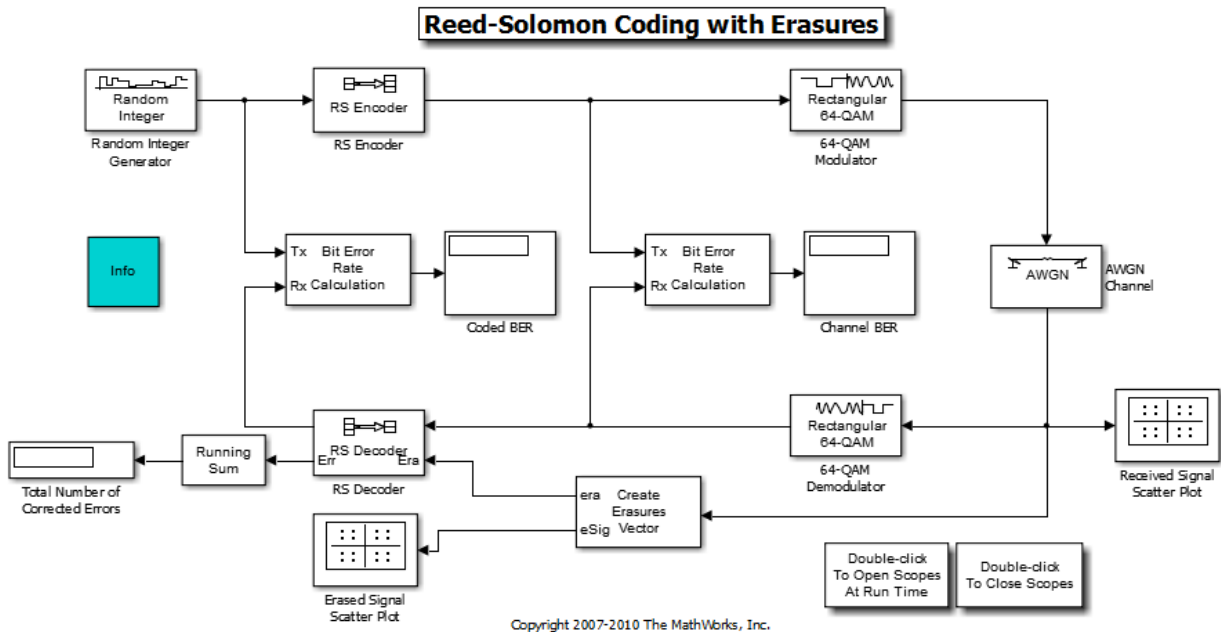 Reed-Solomon Coding with Erasures
Random
Integer
Random Integer
Generator
RS Encoder
RS Encoder
Rectangular
64-QAM
64-QAM
Modulator
Info
Tx
Rx
Bit Error
Rate
Calculation
Coded BER
Tx
Rx
Bit Error
Rate
Calculation
Channel BER
AWGN
AWGN
Channel
Total Number of
Corrected Errors
Running
Sum
RS Decoder
Err
Era
RS Decoder
Rectangular
64-QAM
64-QAM
Demodulator
Received Signal
Scatter Plot
era
eSig
Create
Erasures
Vector
Erased Signal
Scatter Plot
Double-click
To Open Scopes
At Run Time
Double-click
To Close Scopes
Copyright 2007-2010 The MathWorks, Inc.